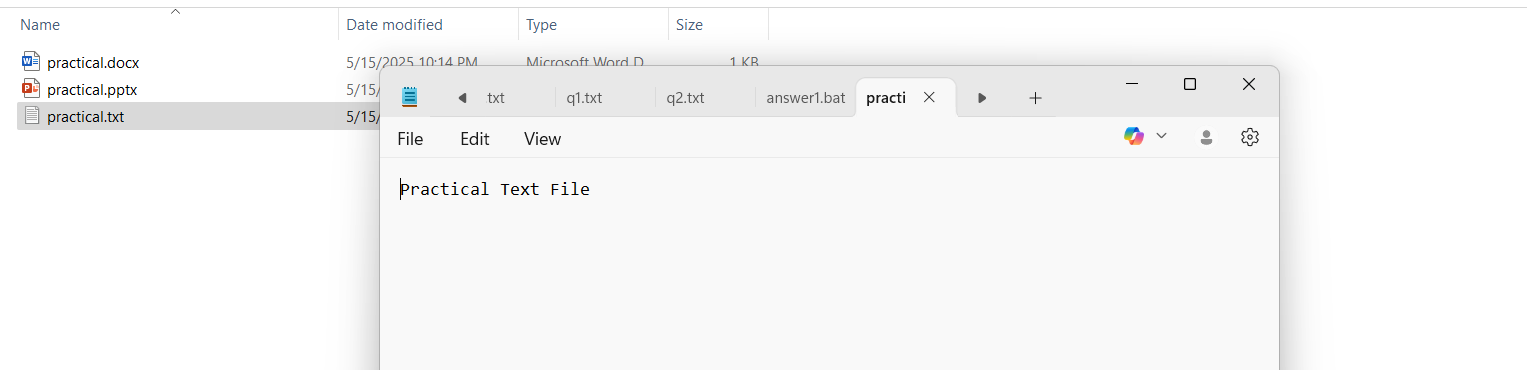 Name Date modified Type Size
practical.docx 5/15/2025 10:14 PM Microsoft Word D 1 KB
practical.pptx 5/15/
practical.txt 5/15/
txt q1.txt q2.txt answer1.bat practi
File Edit View
Practical Text File